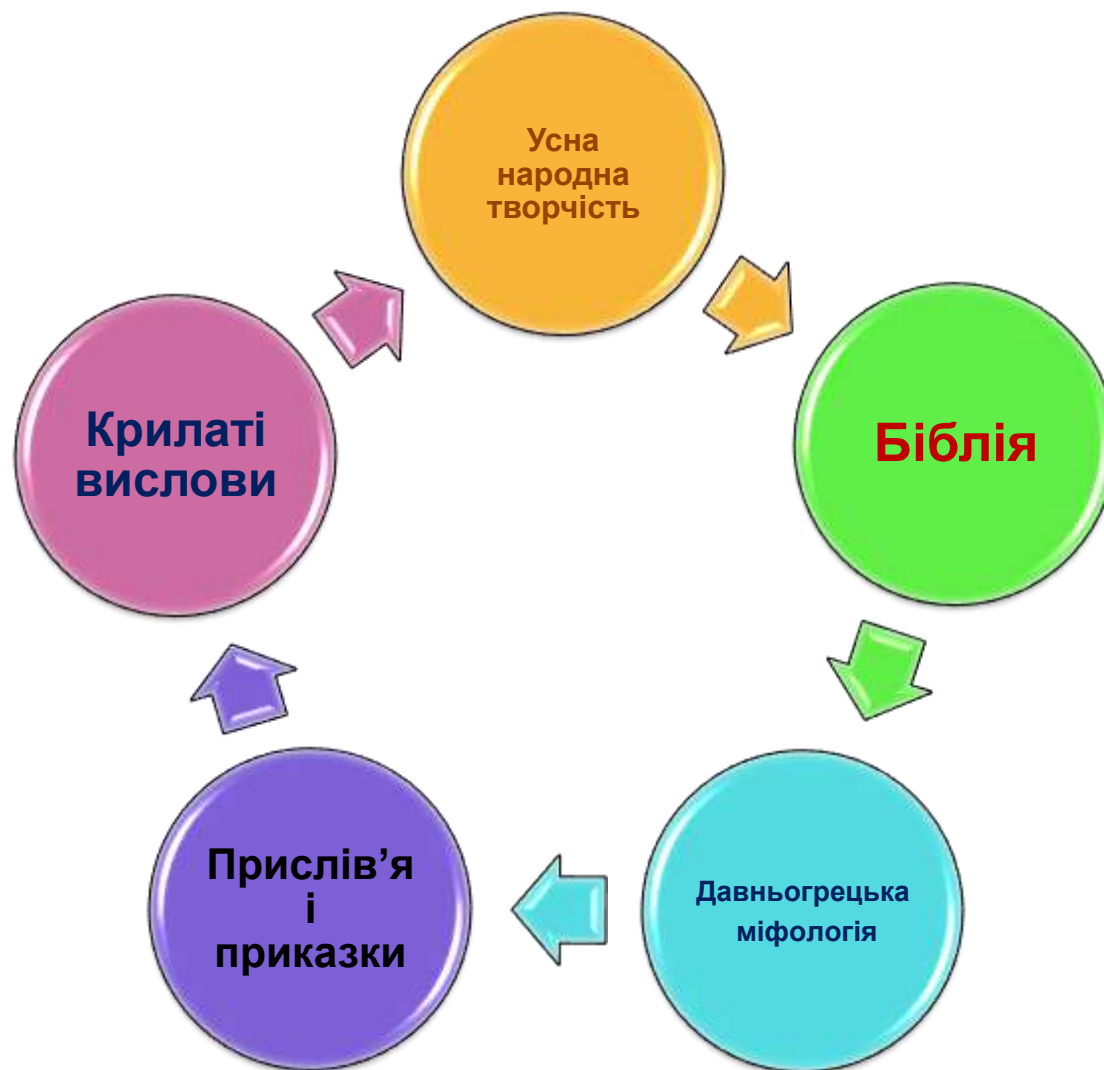 Усна
народна
творчість
Біблія
Давньогрецька
міфологія
Прислів’я
і
приказки
Крилаті
вислови